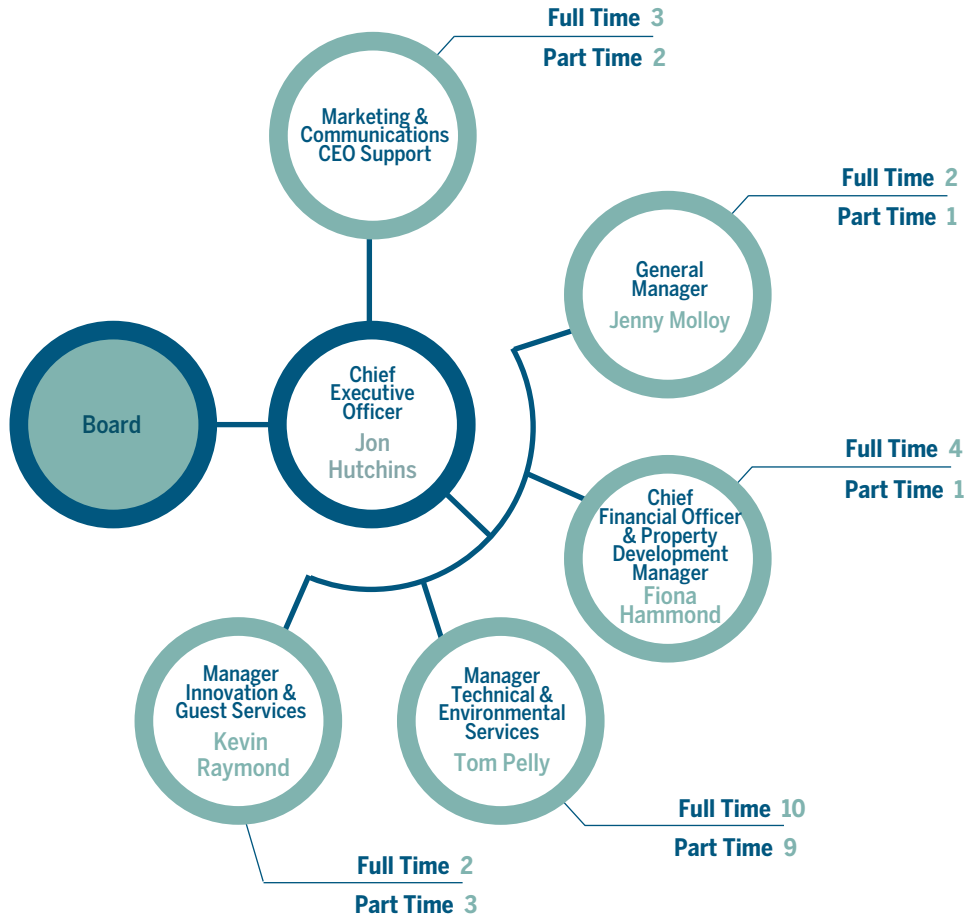 Full Time 3
Part Time 2
Marketing &
Communications
CEO Support
Full Time 2
Part Time 1
General
Manager
Jenny Molloy
Chief
Executive
Officer
Jon
Hutchins
Board
Full Time 4
Part Time 1
Chief
Financial Officer
& Property
Development
Manager
Fiona
Hammond
Manager
Innovation &
Guest Services
Kevin
Raymond
Manager
Technical &
Environmental
Services
Tom Pelly
Full Time 10
Part Time 9
Full Time 2
Part Time 3